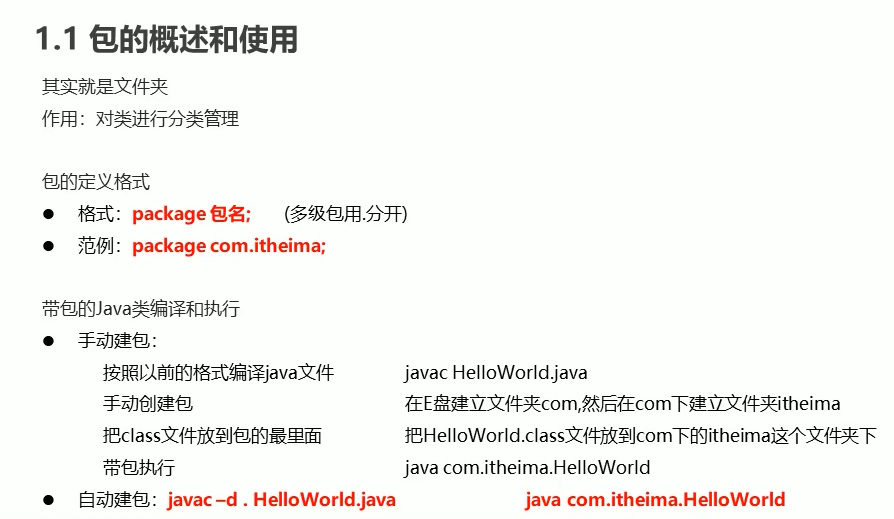 1.1 包的概述和使用
其实就是文件夹
作用：对类进行分类管理
包的定义格式
● 格式：package 包名; (多级包用.分开)
● 范例：package com.itheima;
带包的Java类编译和执行
● 手动建包：
按照以前的格式编译java文件 javac HelloWorld.java
手动创建包 在E盘建立文件夹com,然后在com下建立文件夹itheima
把class文件放到包的最里面 把HelloWorld.class文件放到com下的itheima这个文件夹下
带包执行 java com.itheima.HelloWorld
● 自动建包：javac –d . HelloWorld.java java com.itheima.HelloWorld